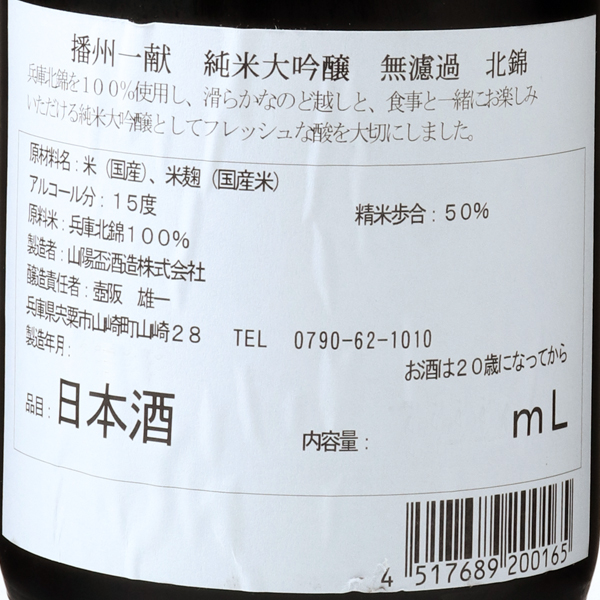 播州一献　純米大吟醸　無濾過　北錦
兵庫北錦を１００％使用し、滑らかなのど越しと、食事と一緒にお楽しみ
いただける純米大吟醸としてフレッシュな酸を大切にしました。
原材料名：米（国産）、米麹（国産米）
アルコール分：１５度　精米歩合：５０％
原料米：兵庫北錦１００％
製造者：山陽盃酒造株式会社
醸造責任者：壺阪　雄一
兵庫県宍粟市山崎町山崎２８　TEL　0790-62-1010
製造年月：
お酒は２０歳になってから
品目：日本酒　内容量：　ｍＬ
4 517689 200165